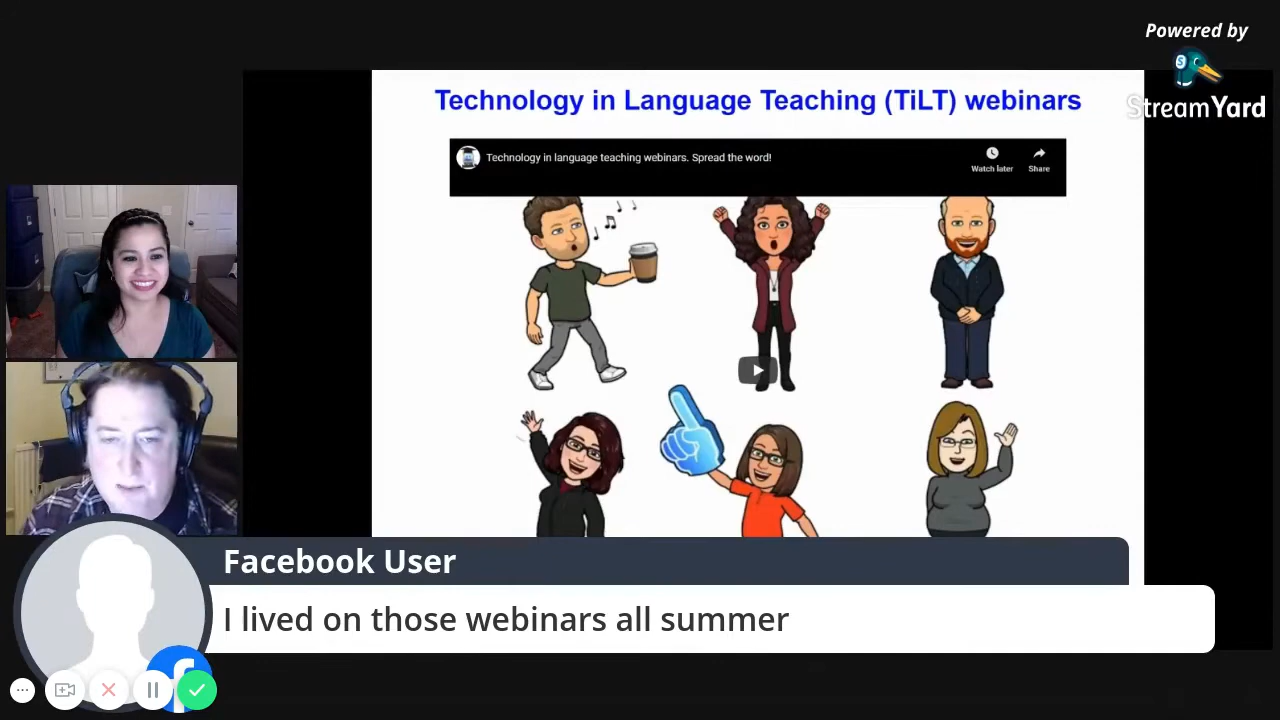 Powered by
StreamYard
Technology in Language Teaching (TiLT) webinars
Technology in language teaching webinars. Spread the word!
Watch later
Share
Facebook User
I lived on those webinars all summer